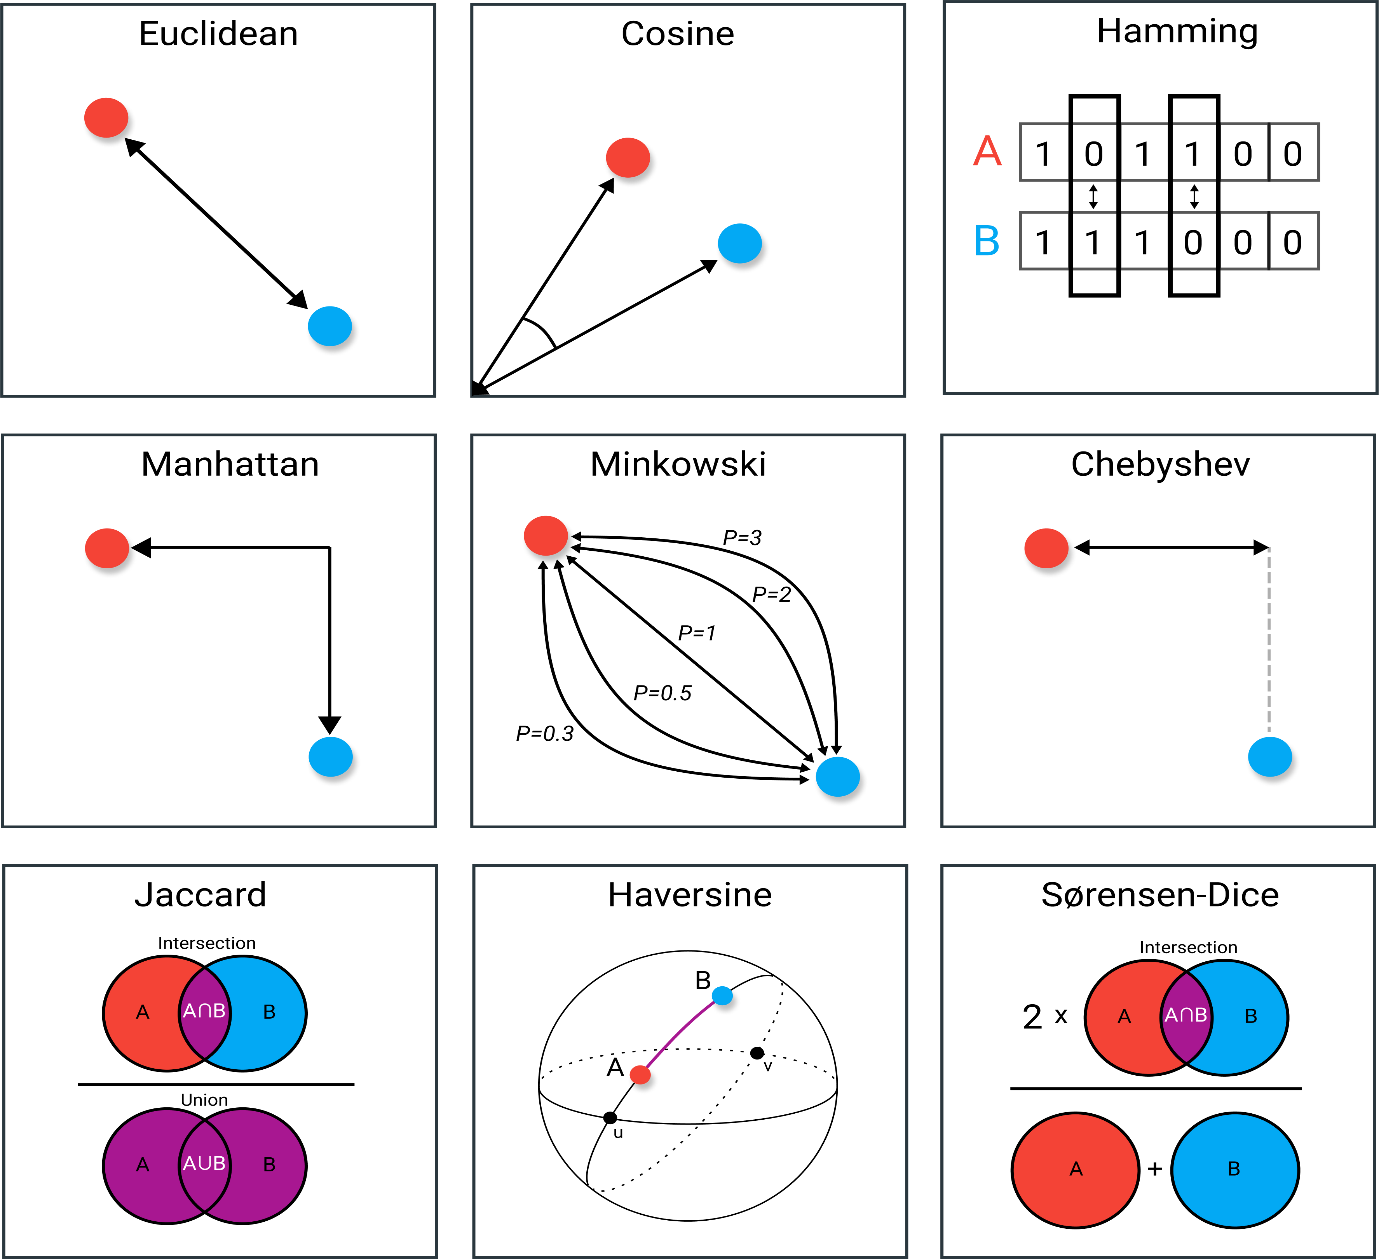 Euclidean
Cosine
Hamming
A 1 0 1 1 0 0
B 1 1 1 0 0 0
Manhattan
Minkowski
P=3
P=2
P=1
P=0.5
P=0.3
Chebyshev
Jaccard
Intersection
A A∩B B
Union
A A∪B B
Haversine
B
A
v
u
Sørensen-Dice
Intersection
2 x A A∩B B
A + B